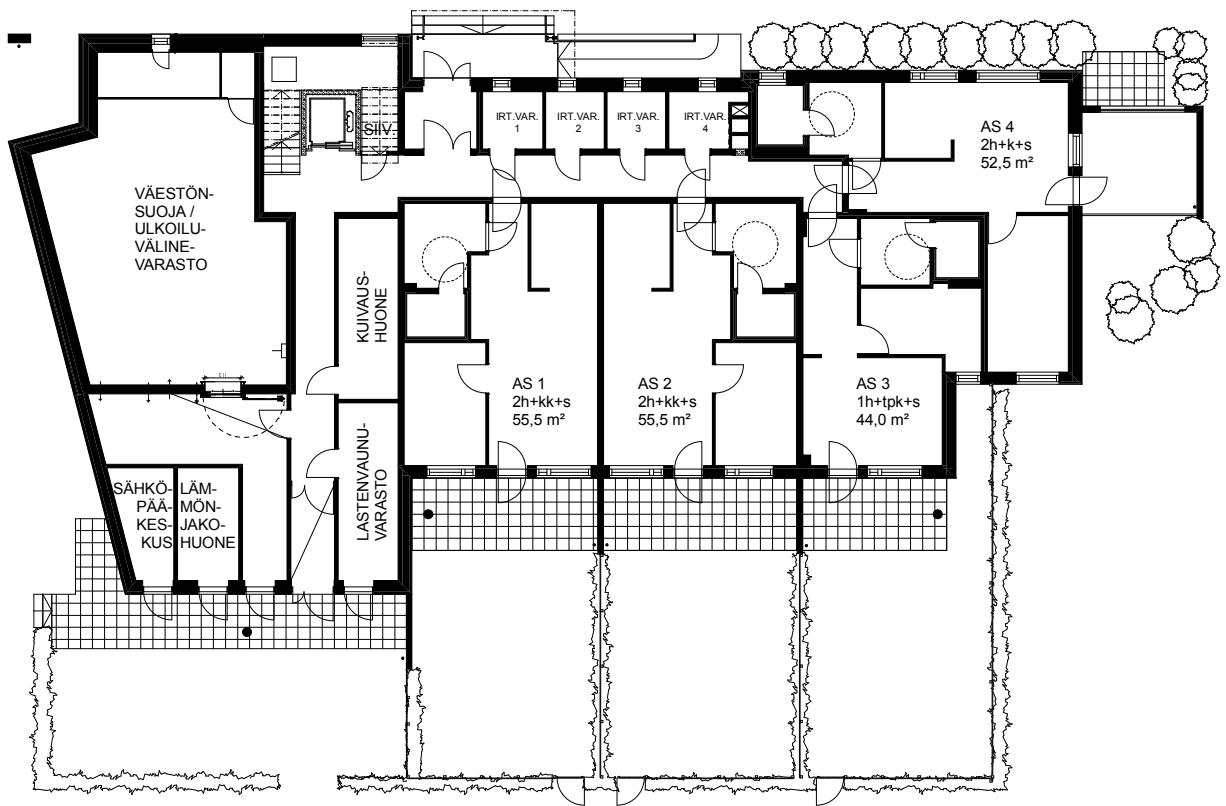 SIIV.
IRT.VAR.
1
IRT.VAR.
2
IRT.VAR.
3
IRT.VAR.
4
AS 4
2h+k+s
52,5 m²
VÄESTÖN-
SUOJA /
ULKOILU-
VÄLINE-
VARASTO
KUIVAUS-
HUONE
AS 1
2h+kk+s
55,5 m²
AS 2
2h+kk+s
55,5 m²
AS 3
1h+tpk+s
44,0 m²
LASTENVAUNU-
VARASTO
SÄHKÖ-
PÄÄ-
KES-
KUS
LÄM-
MÖN-
JAKO-
HUONE